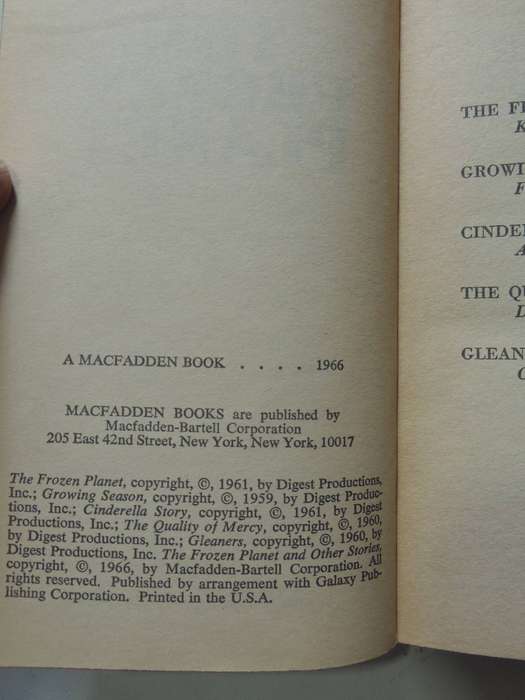 A MACFADDEN BOOK . . . . 1966
MACFADDEN BOOKS are published by
Macfadden-Bartell Corporation
205 East 42nd Street, New York, New York, 10017
The Frozen Planet, copyright, ©, 1961, by Digest Productions,
Inc.; Growing Season, copyright, ©, 1959, by Digest Produc-
tions, Inc.; Cinderella Story, copyright, ©, 1961, by Digest
Productions, Inc.; The Quality of Mercy, copyright, ©, 1960,
by Digest Productions, Inc.; Gleaners, copyright, ©, 1960, by
Digest Productions, Inc. The Frozen Planet and Other Stories,
copyright, ©, 1966, by Macfadden-Bartell Corporation. All
rights reserved. Published by arrangement with Galaxy Pub-
lishing Corporation. Printed in the U.S.A.
THE
GROWI
CINDE
THE
GLEAN